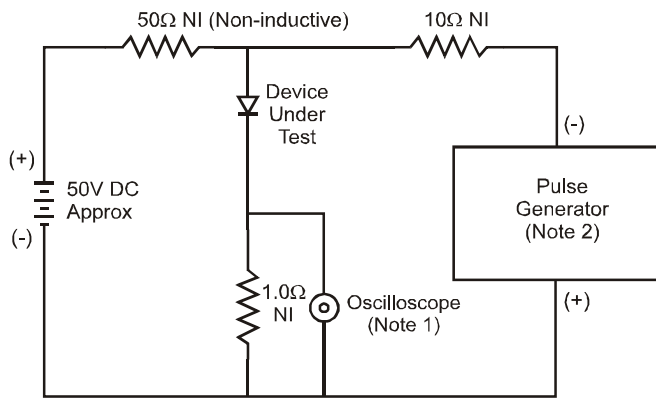 50Ω NI (Non-inductive)
10Ω NI
Device
Under
Test
(-)
(+)
50V DC
Approx
(-)
Pulse
Generator
(Note 2)
1.0Ω
NI
Oscilloscope
(Note 1)
(+)